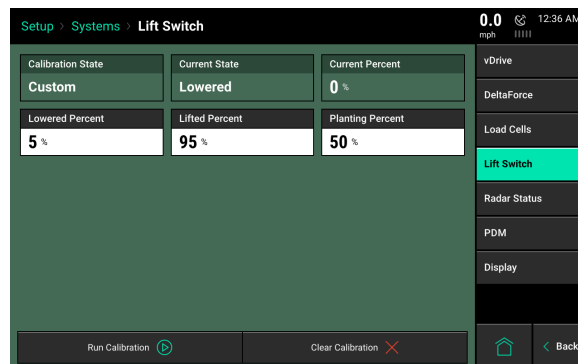 Setup > Systems > Lift Switch
0.0 mph
12:36 AM
Calibration State
Custom
Current State
Lowered
Current Percent
0 %
Lowered Percent
5 %
Lifted Percent
95 %
Planting Percent
50 %
vDrive
DeltaForce
Load Cells
Lift Switch
Radar Status
PDM
Display
Run Calibration
Clear Calibration
< Back